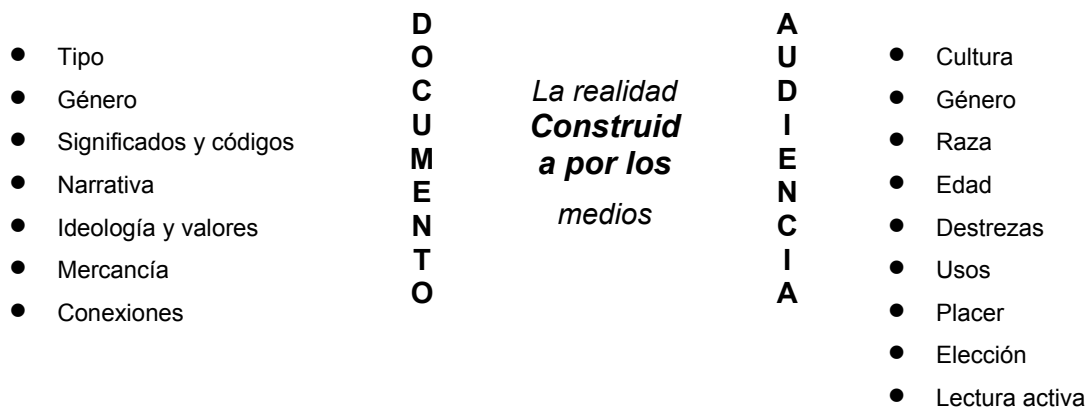 ● Tipo
● Género
● Significados y códigos
● Narrativa
● Ideología y valores
● Mercancía
● Conexiones
D
O
C
U
M
E
N
T
O
La realidad
Construid
a por los
medios
A
U
D
I
E
N
C
I
A
● Cultura
● Género
● Raza
● Edad
● Destrezas
● Usos
● Placer
● Elección
● Lectura activa